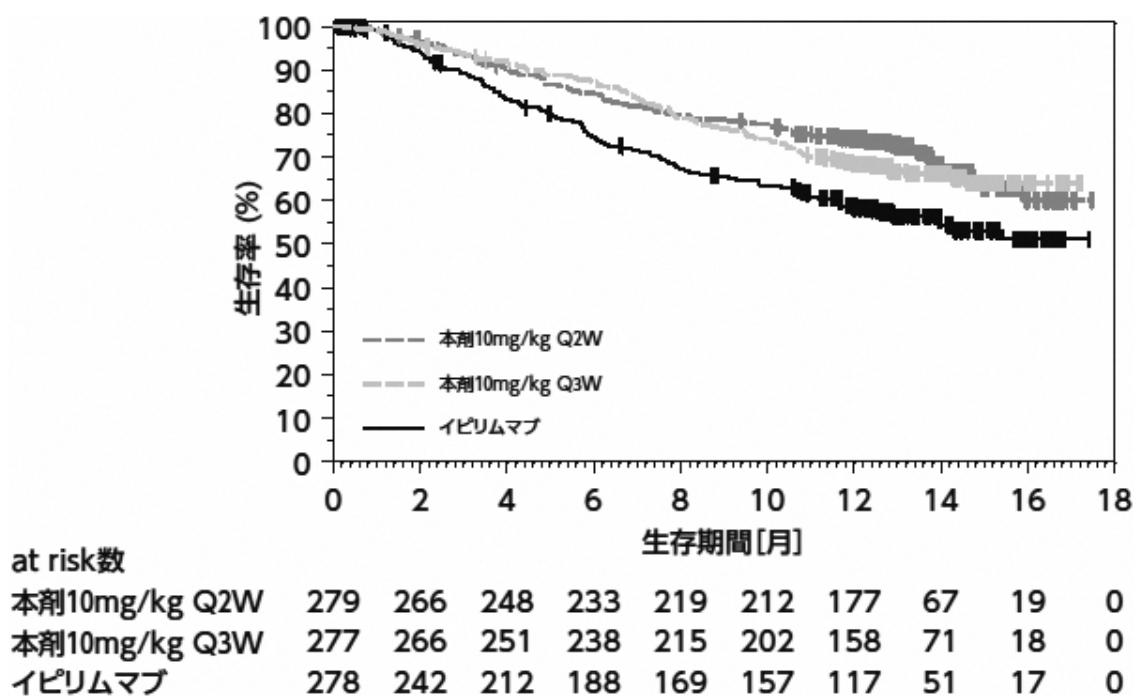 100
90
80
70
60
50
40
30
20
10
0
生存率 (%)
本剤10mg/kg Q2W
本剤10mg/kg Q3W
イピリムマブ
0 2 4 6 8 10 12 14 16 18
生存期間[月]
at risk数
本剤10mg/kg Q2W 279 266 248 233 219 212 177 67 19 0
本剤10mg/kg Q3W 277 266 251 238 215 202 158 71 18 0
イピリムマブ 278 242 212 188 169 157 117 51 17 0